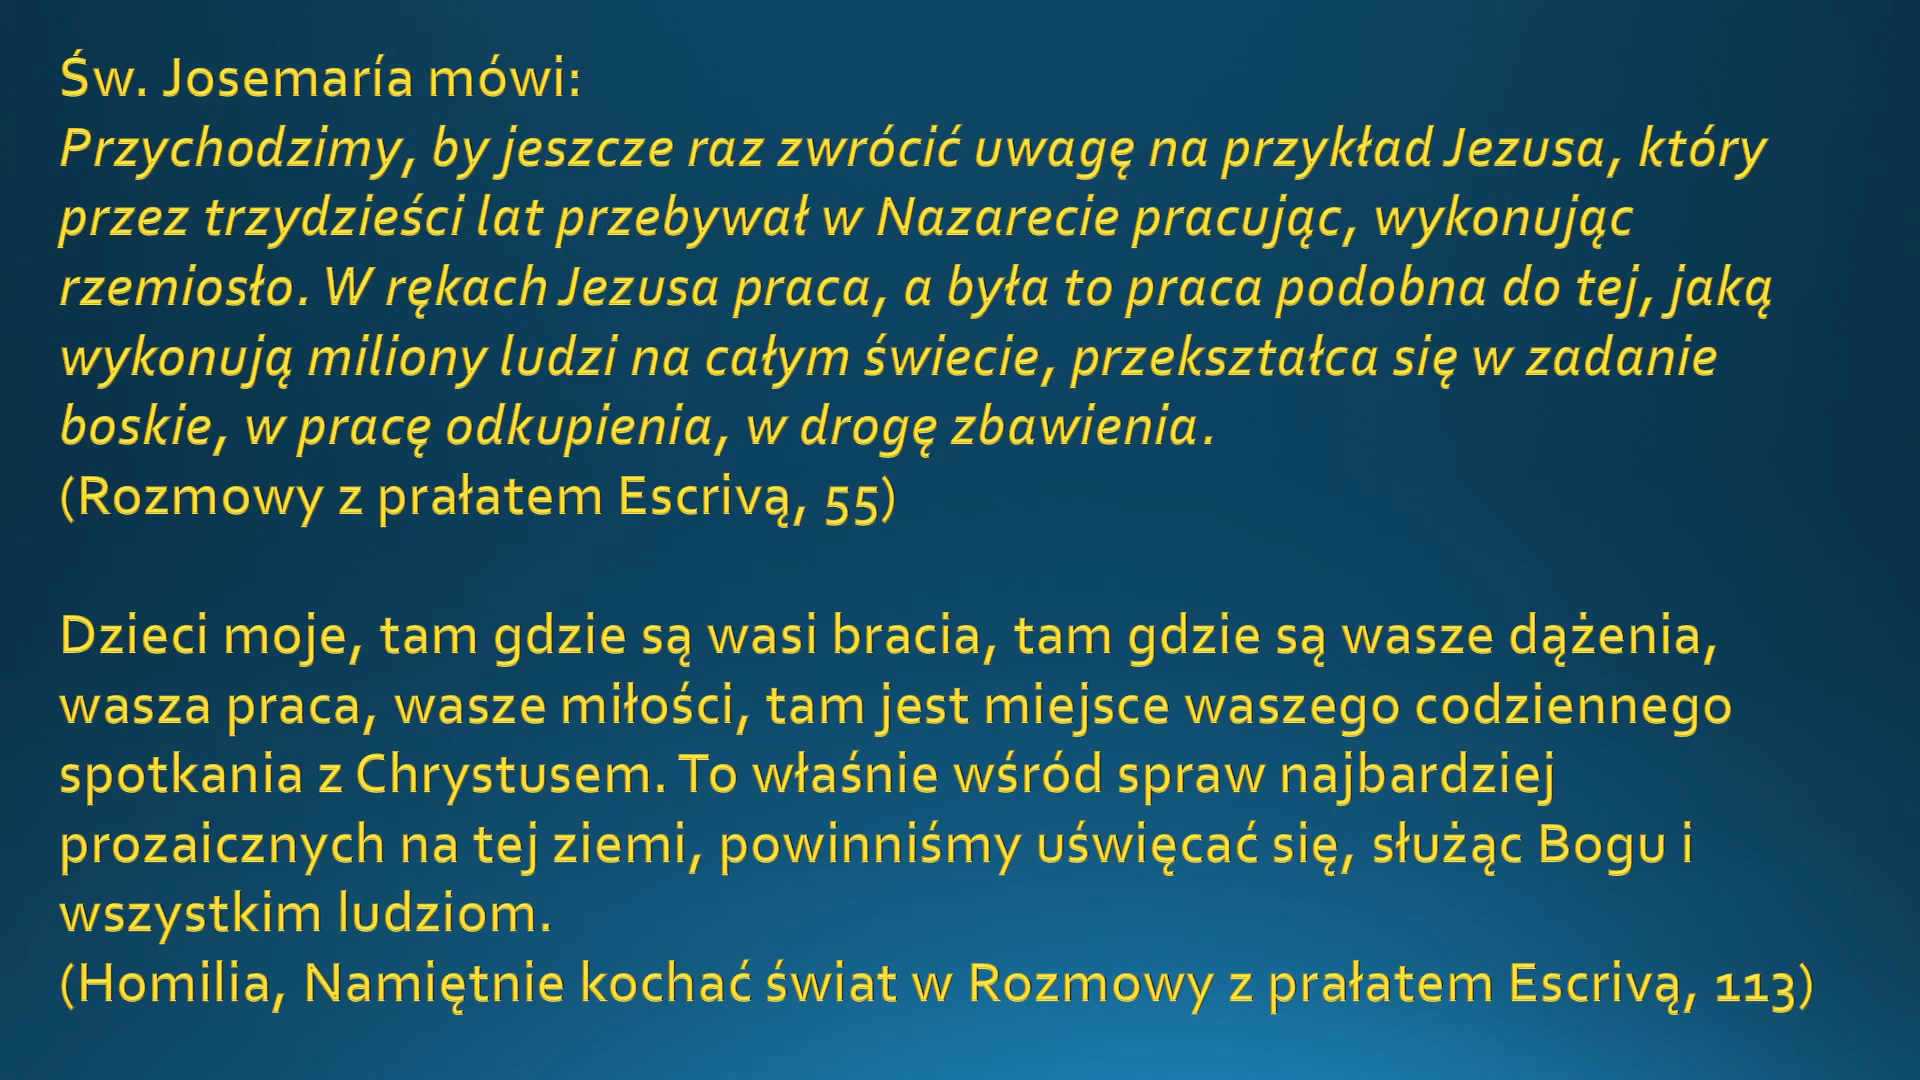 Św. Josemaría mówi:
Przychodzimy, by jeszcze raz zwrócić uwagę na przykład Jezusa, który
przez trzydzieści lat przebywał w Nazarecie pracując, wykonując
rzemiosło. W rękach Jezusa praca, a była to praca podobna do tej, jaką
wykonują miliony ludzi na całym świecie, przekształca się w zadanie
boskie, w pracę odkupienia, w drogę zbawienia.
(Rozmowy z prałatem Escrivą, 55)
Dzieci moje, tam gdzie są wasi bracia, tam gdzie są wasze dążenia,
wasza praca, wasze miłości, tam jest miejsce waszego codziennego
spotkania z Chrystusem. To właśnie wśród spraw najbardziej
prozaicznych na tej ziemi, powinniśmy uświęcać się, służąc Bogu i
wszystkim ludziom.
(Homilia, Namiętnie kochać świat w Rozmowy z prałatem Escrivą, 113)